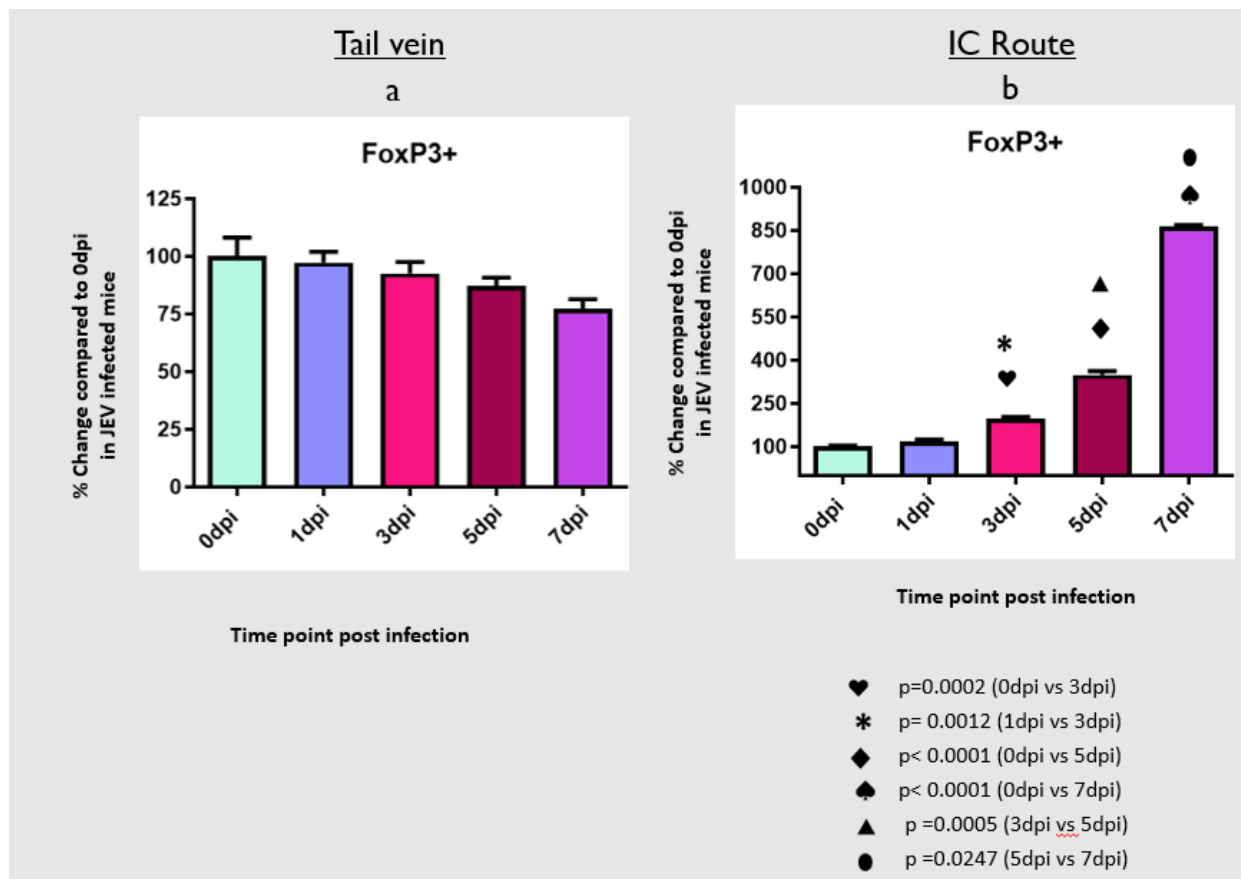 Tail vein
a
FoxP3+
% Change compared to 0dpi
in JEV infected mice
125
100
75
50
25
0
0dpi
1dpi
3dpi
5dpi
7dpi
Time point post infection
IC Route
b
FoxP3+
% Change compared to 0dpi
in JEV infected mice
1000
850
700
550
400
250
100
0dpi
1dpi
3dpi
5dpi
7dpi
Time point post infection
♥ p=0.0002 (0dpi vs 3dpi)
* p= 0.0012 (1dpi vs 3dpi)
◆ p< 0.0001 (0dpi vs 5dpi)
♠ p< 0.0001 (0dpi vs 7dpi)
▲ p =0.0005 (3dpi vs 5dpi)
● p =0.0247 (5dpi vs 7dpi)